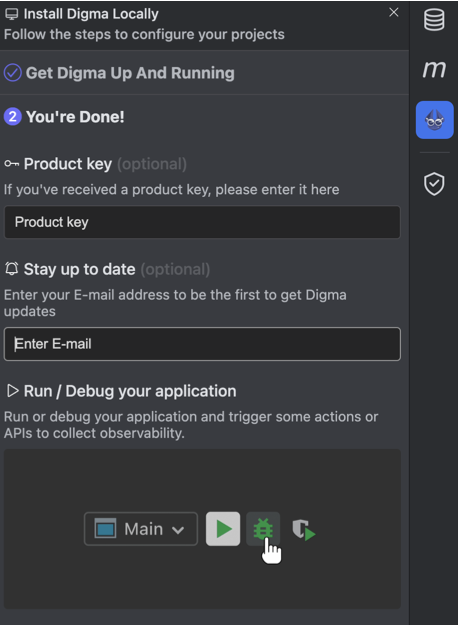 Install Digma Locally
Follow the steps to configure your projects
Get Digma Up And Running
2 You're Done!
Product key (optional)
If you've received a product key, please enter it here
Product key
Stay up to date (optional)
Enter your E-mail address to be the first to get Digma
updates
Enter E-mail
Run / Debug your application
Run or debug your application and trigger some actions or
APIs to collect observability.
Main
m